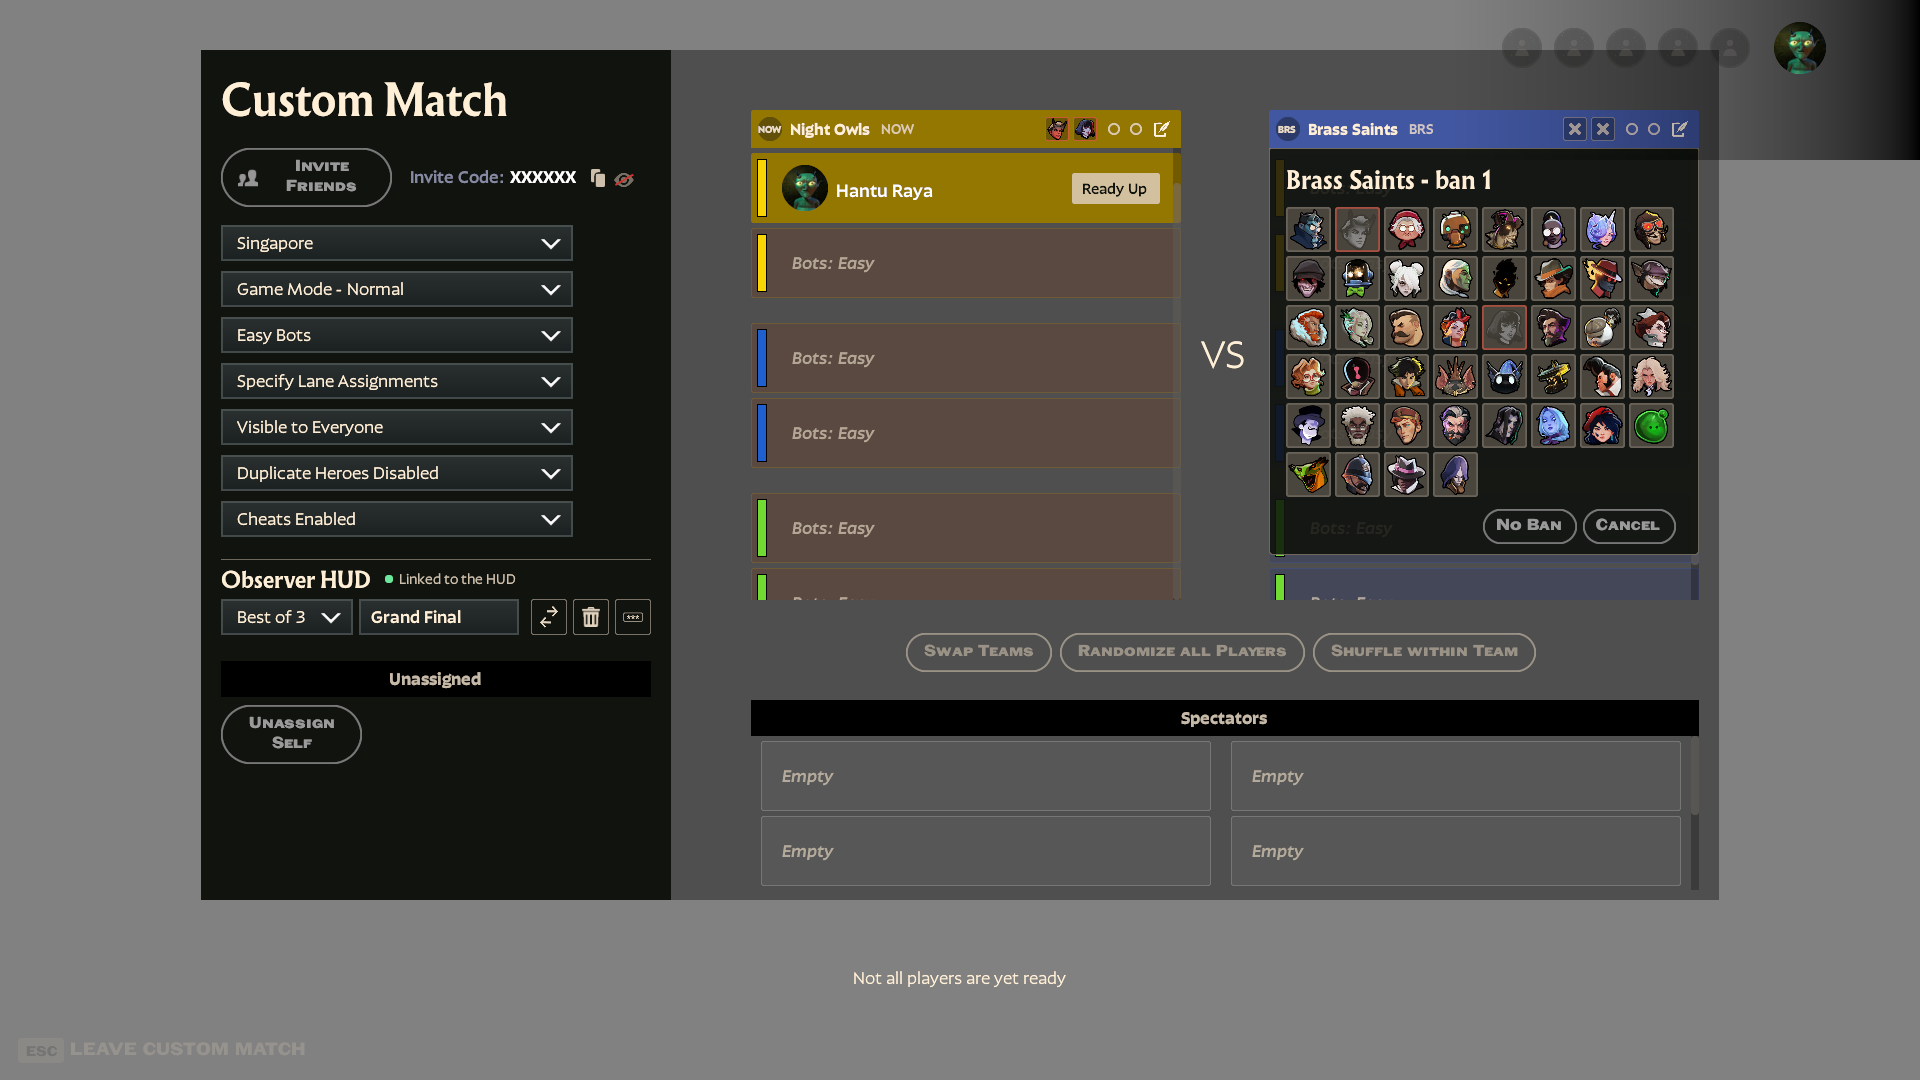 Custom Match
INVITE FRIENDS
Invite Code: XXXXXX
Singapore
Game Mode - Normal
Easy Bots
Specify Lane Assignments
Visible to Everyone
Duplicate Heroes Disabled
Cheats Enabled
Observer HUD
Linked to the HUD
Best of 3
Grand Final
Unassigned
UNASSIGN SELF
NOW Night Owls NOW
Hantu Raya
Ready Up
Bots: Easy
Bots: Easy
Bots: Easy
Bots: Easy
VS
BRS Brass Saints BRS
Brass Saints - ban 1
Bots: Easy
NO BAN
CANCEL
SWAP TEAMS
RANDOMIZE ALL PLAYERS
SHUFFLE WITHIN TEAM
Spectators
Empty
Empty
Empty
Empty
Not all players are yet ready
ESC LEAVE CUSTOM MATCH